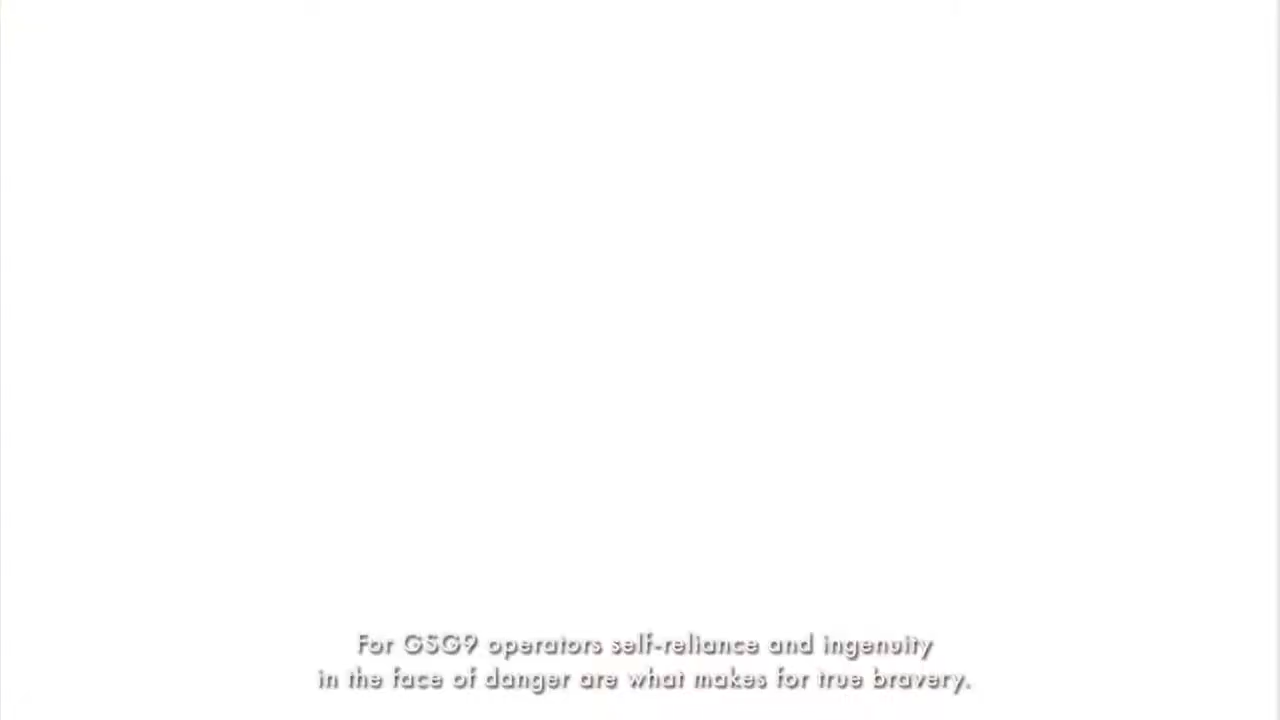 For GSG9 operators self-reliance and ingenuity
in the face of danger are what makes for true bravery.